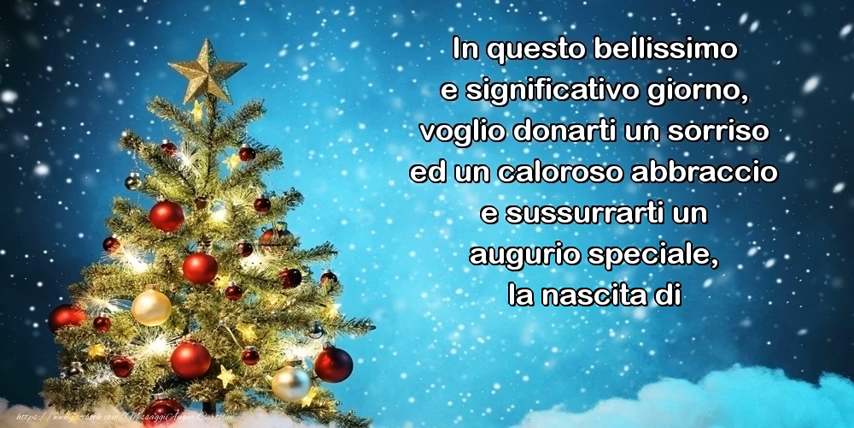 In questo bellissimo
e significativo giorno,
voglio donarti un sorriso
ed un caloroso abbraccio
e sussurrarti un
augurio speciale,
la nascita di